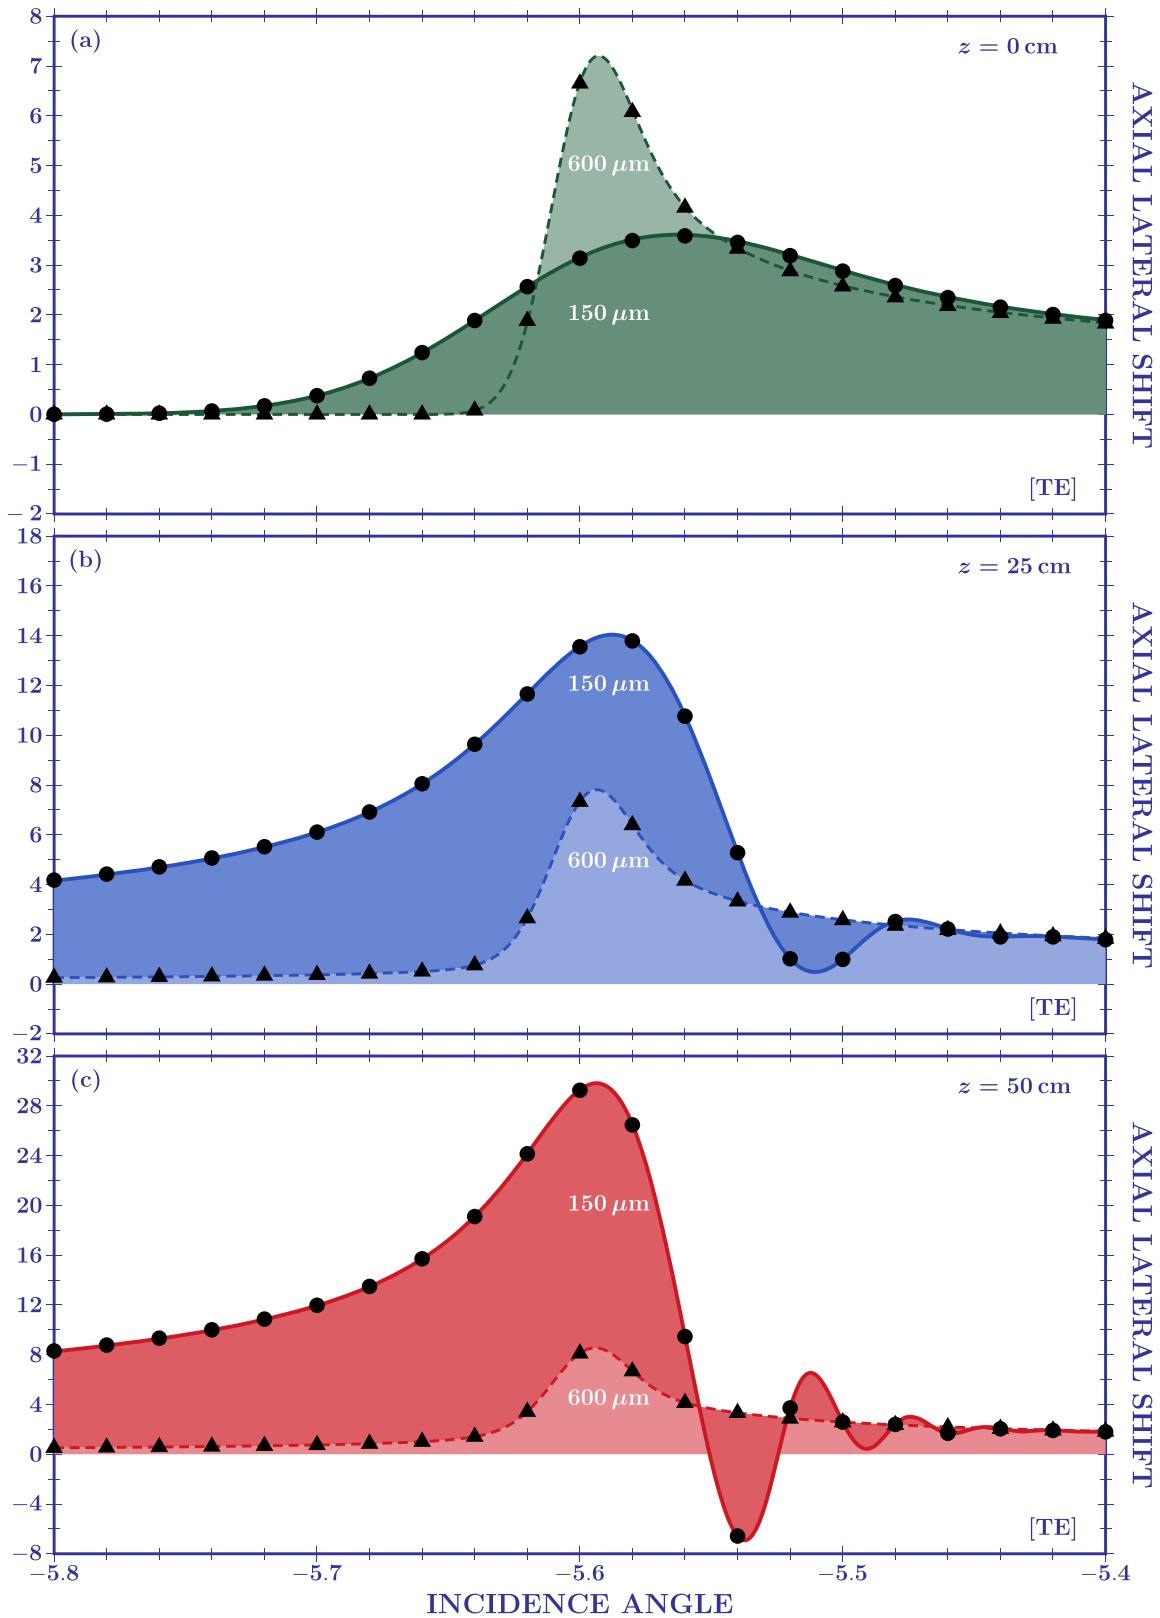 (a)
z = 0 cm
8
7
6
5
4
3
2
1
0
−1
− 2
600 μm
150 μm
[TE]
AXIAL LATERAL SHIFT
(b)
z = 25 cm
18
16
14
12
10
8
6
4
2
0
−2
150 μm
600 μm
[TE]
AXIAL LATERAL SHIFT
(c)
z = 50 cm
32
28
24
20
16
12
8
4
0
−4
−8
150 μm
600 μm
[TE]
AXIAL LATERAL SHIFT
−5.8 −5.7 −5.6 −5.5 −5.4
INCIDENCE ANGLE